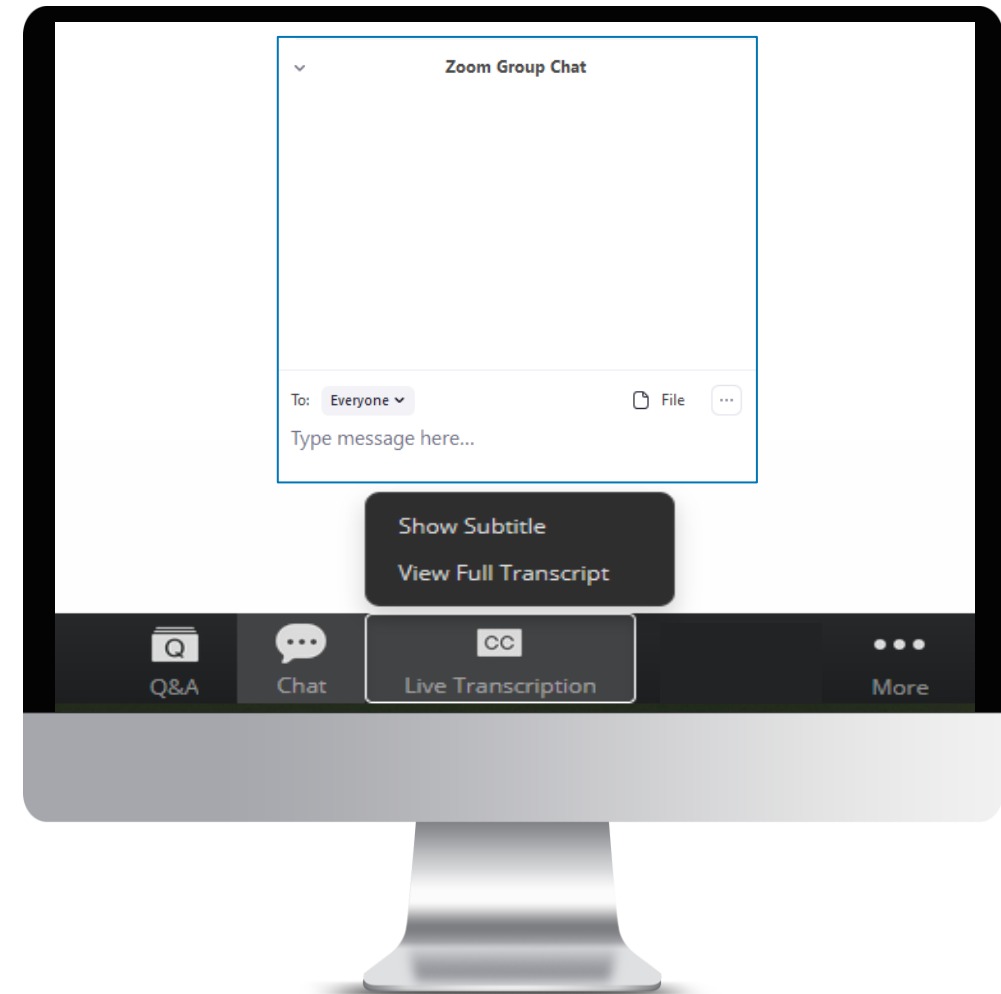 Zoom Group Chat
To: Everyone File ...
Type message here...
Show Subtitle
View Full Transcript
Q CC
Q&A Chat Live Transcription More